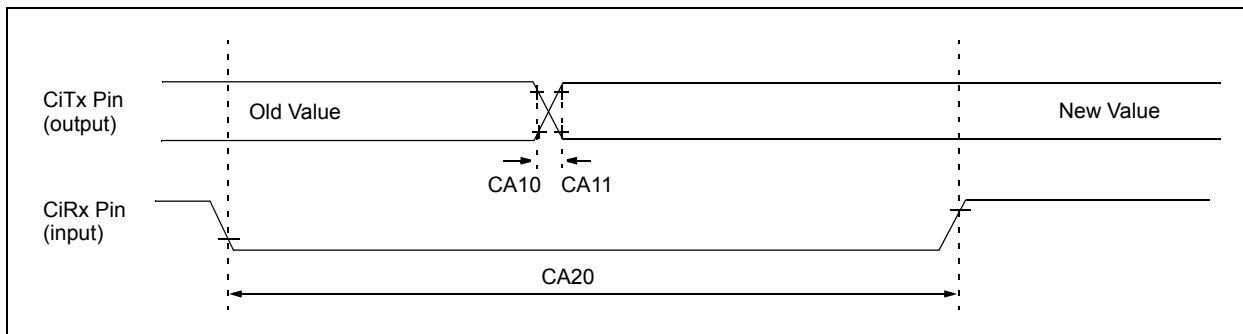 CiTx Pin
(output)
Old Value
New Value
CA10 CA11
CiRx Pin
(input)
CA20